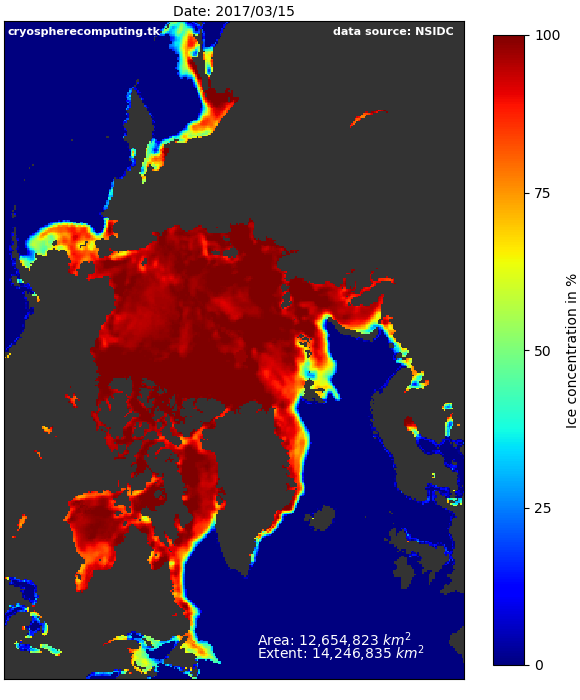 Date: 2017/03/15
cryospherecomputing.tk
data source: NSIDC
100
75
50
25
0
Ice concentration in %
Area: 12,654,823 km²
Extent: 14,246,835 km²